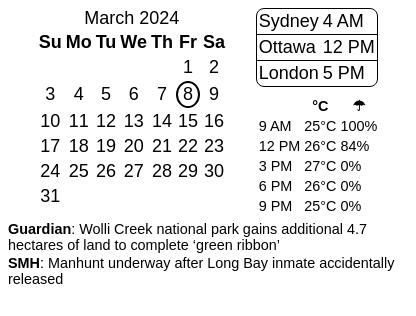 March 2024
Su Mo Tu We Th Fr Sa
1 2
3 4 5 6 7 8 9
10 11 12 13 14 15 16
17 18 19 20 21 22 23
24 25 26 27 28 29 30
31
Sydney 4 AM
Ottawa 12 PM
London 5 PM
°C ☂
9 AM 25°C 100%
12 PM 26°C 84%
3 PM 27°C 0%
6 PM 26°C 0%
9 PM 25°C 0%
Guardian: Wolli Creek national park gains additional 4.7
hectares of land to complete ‘green ribbon’
SMH: Manhunt underway after Long Bay inmate accidentally
released